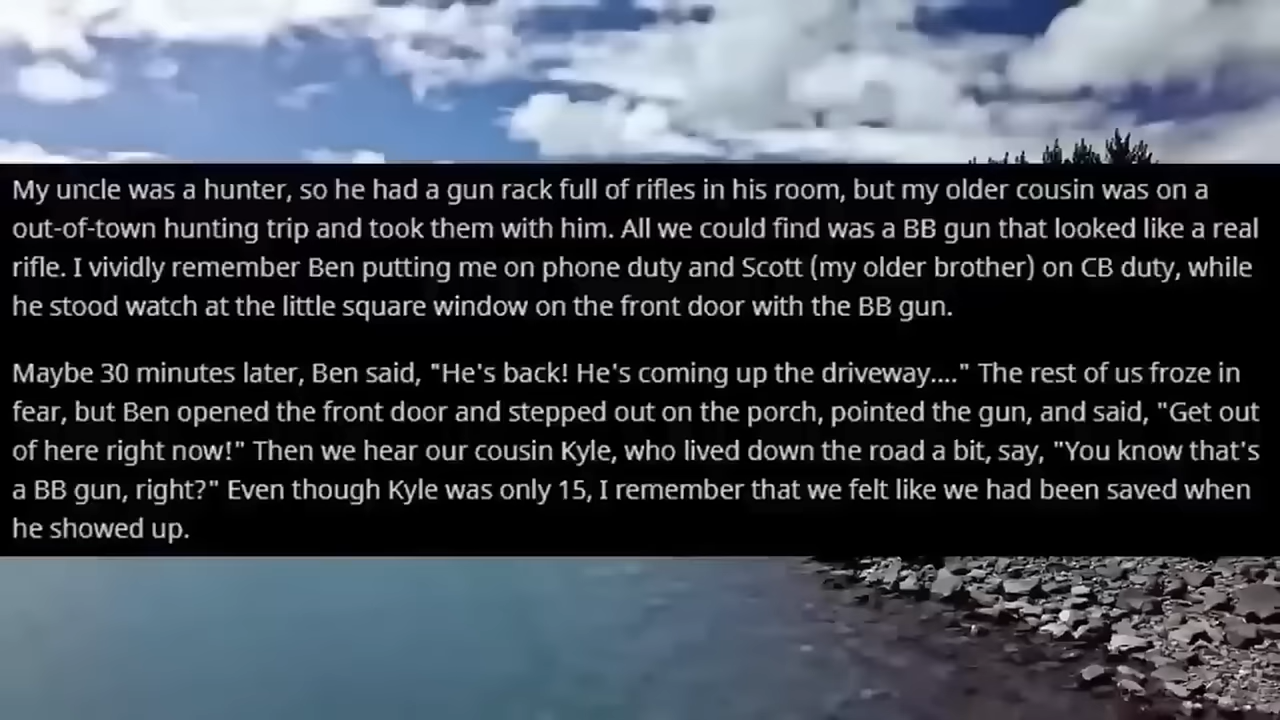 My uncle was a hunter, so he had a gun rack full of rifles in his room, but my older cousin was on a
out-of-town hunting trip and took them with him. All we could find was a BB gun that looked like a real
rifle. I vividly remember Ben putting me on phone duty and Scott (my older brother) on CB duty, while
he stood watch at the little square window on the front door with the BB gun.
Maybe 30 minutes later, Ben said, "He's back! He's coming up the driveway...." The rest of us froze in
fear, but Ben opened the front door and stepped out on the porch, pointed the gun, and said, "Get out
of here right now!" Then we hear our cousin Kyle, who lived down the road a bit, say, "You know that's
a BB gun, right?" Even though Kyle was only 15, I remember that we felt like we had been saved when
he showed up.